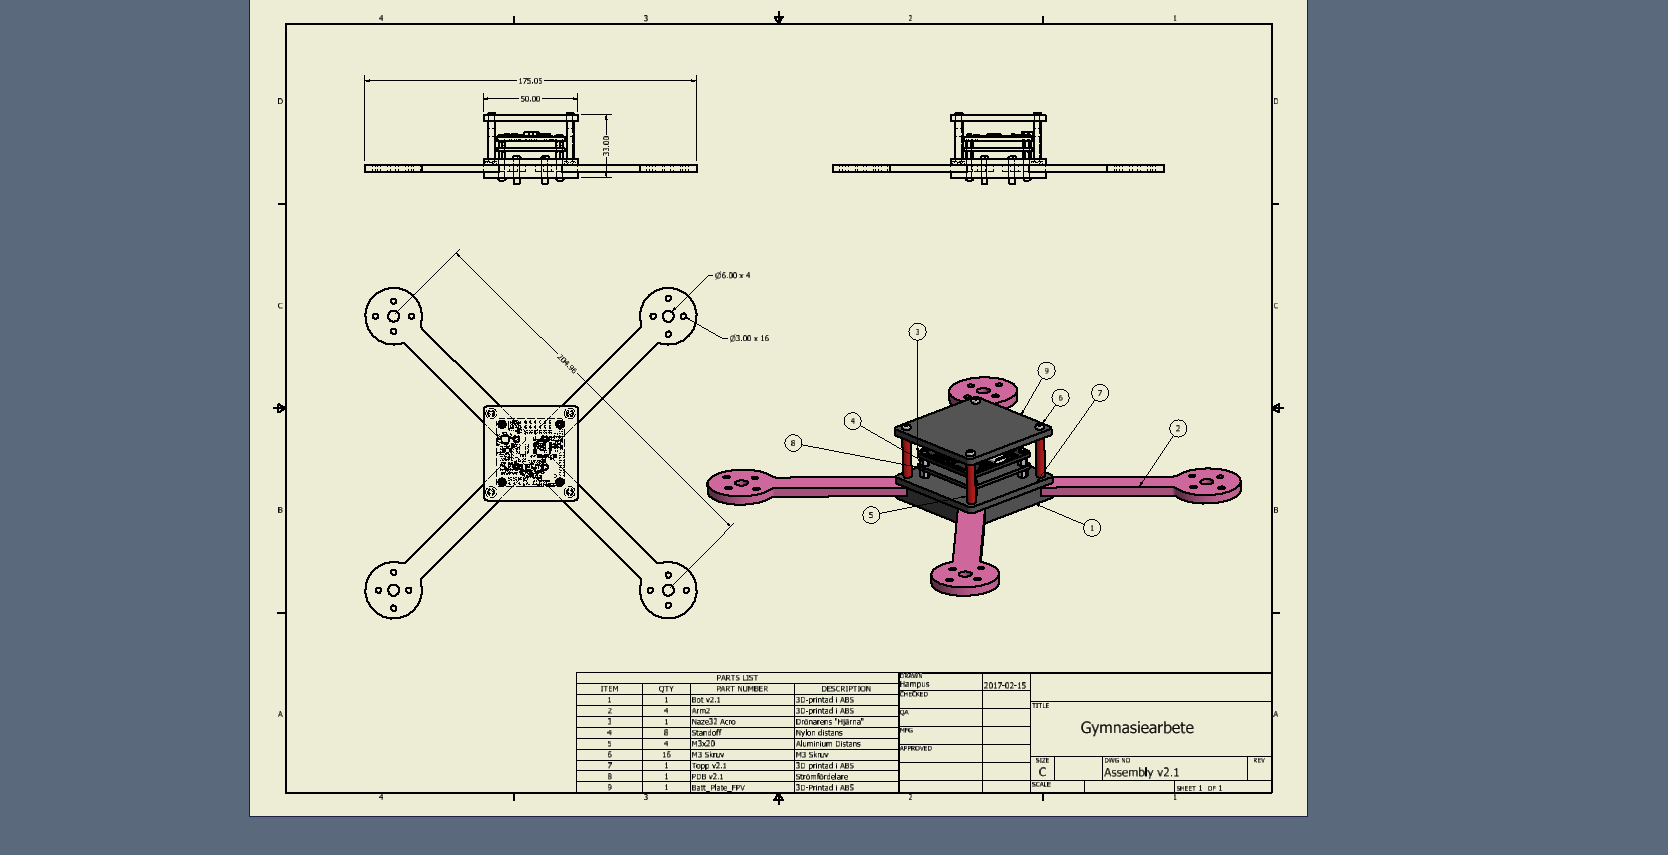 4 3 2 1
D D
175.05
50.00
33.00
C C
Ø6.00 x 4
Ø3.00 x 16
204.96
3
9
6
7
4
2
8
5
1
B B
A A
PARTS LIST
ITEM QTY PART NUMBER DESCRIPTION
1 1 Bot v2.1 3D-printad i ABS
2 4 Arm2 3D-printad i ABS
3 1 Naze32 Acro Drönarens "Hjärna"
4 8 Standoff Nylon distans
5 4 M3x20 Aluminium Distans
6 16 M3 Skruv M3 Skruv
7 1 Topp v2.1 3D printad i ABS
8 1 PDB v2.1 Strömfördelare
9 1 Batt_Plate_FPV 3D-Printad i ABS
DRAWN
Hampus 2017-02-15
CHECKED
QA
MFG
APPROVED
TITLE
Gymnasiearbete
SIZE
C
DWG NO
Assembly v2.1
REV
SCALE
SHEET 1 OF 1
4 3 2 1